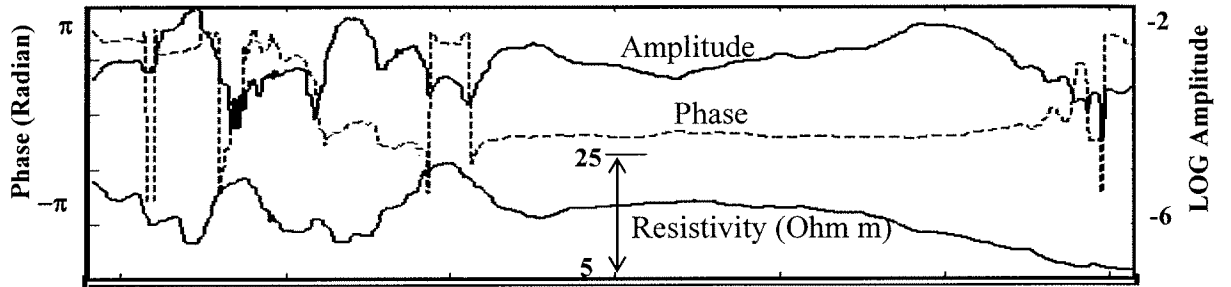 π
-2
Amplitude
Phase (Radian)
LOG Amplitude
Phase
25
−π
-6
Resistivity (Ohm m)
5